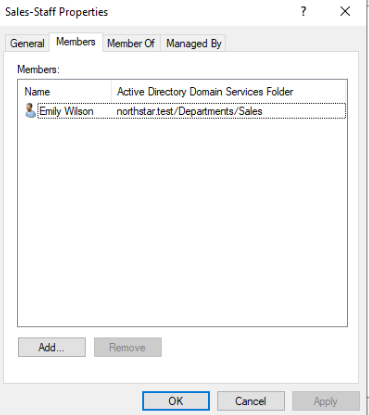 Sales-Staff Properties ? ✕
General Members Member Of Managed By
Members:
Name Active Directory Domain Services Folder
Emily Wilson northstar.test/Departments/Sales
Add... Remove
OK Cancel Apply